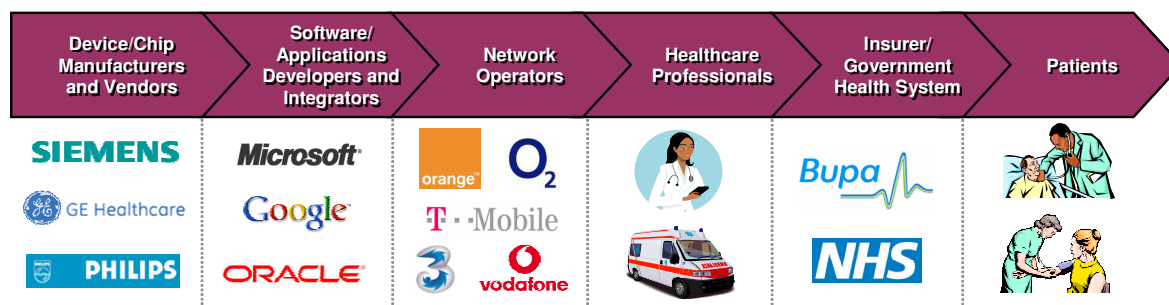 Device/Chip
Manufacturers
and Vendors
Software/
Applications
Developers and
Integrators
Network
Operators
Healthcare
Professionals
Insurer/
Government
Health System
Patients
SIEMENS
GE Healthcare
PHILIPS
Microsoft
Google
ORACLE
orange
O2
T Mobile
3
vodafone
Bupa
NHS